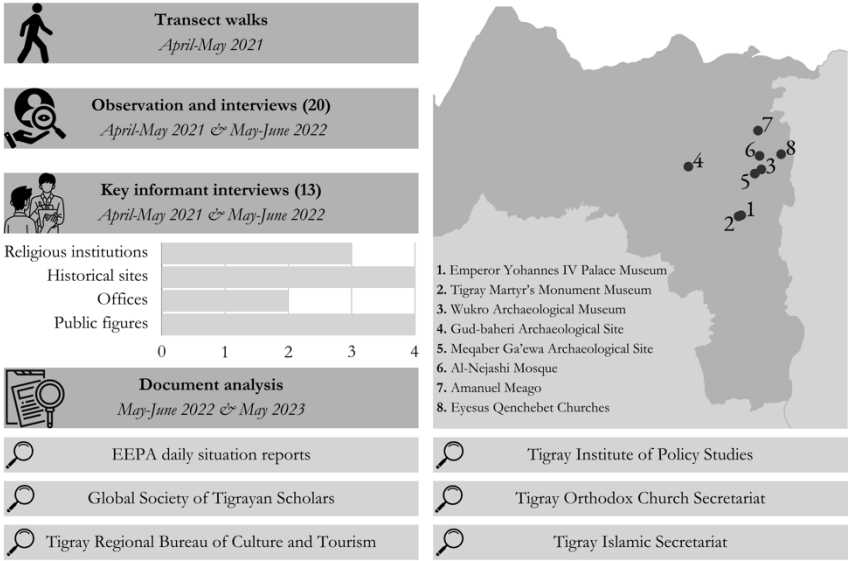 Transect walks
April-May 2021
Observation and interviews (20)
April-May 2021 & May-June 2022
Key informant interviews (13)
April-May 2021 & May-June 2022
Religious institutions
Historical sites
Offices
Public figures
0 1 2 3 4
Document analysis
May-June 2022 & May 2023
EEPA daily situation reports
Global Society of Tigrayan Scholars
Tigray Regional Bureau of Culture and Tourism
7
6
8
4
3
5
1
2
1. Emperor Yohannes IV Palace Museum
2. Tigray Martyr's Monument Museum
3. Wukro Archaeological Museum
4. Gud-baheri Archaeological Site
5. Meqaber Ga'ewa Archaeological Site
6. Al-Nejashi Mosque
7. Amanuel Meago
8. Eyesus Qenchebet Churches
Tigray Institute of Policy Studies
Tigray Orthodox Church Secretariat
Tigray Islamic Secretariat